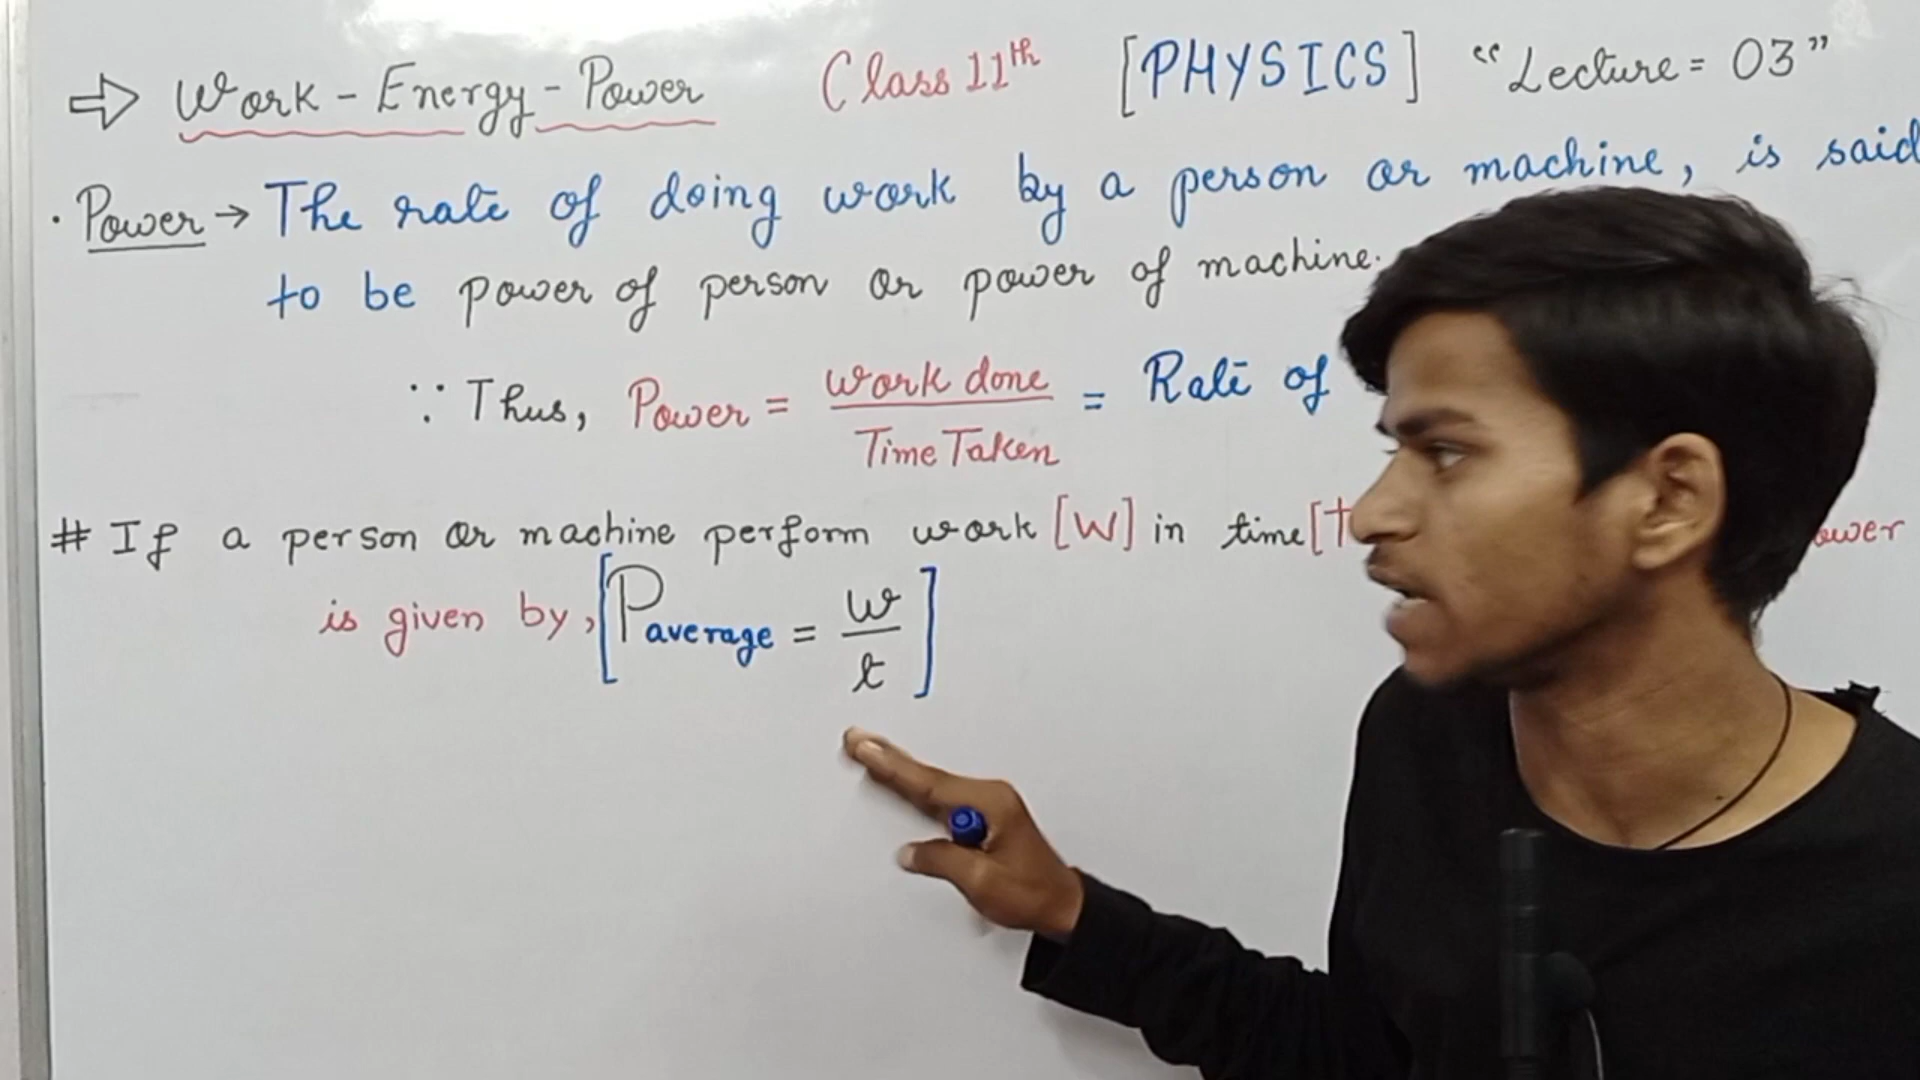 ⇒ Work - Energy - Power Class 11th [PHYSICS] "Lecture = 03"
· Power → The rate of doing work by a person or machine, is said
to be power of person or power of machine.
∵ Thus, Power = Work done / Time Taken = Rate of
# If a person or machine perform work [W] in time [t
is given by, [P average = W / t]